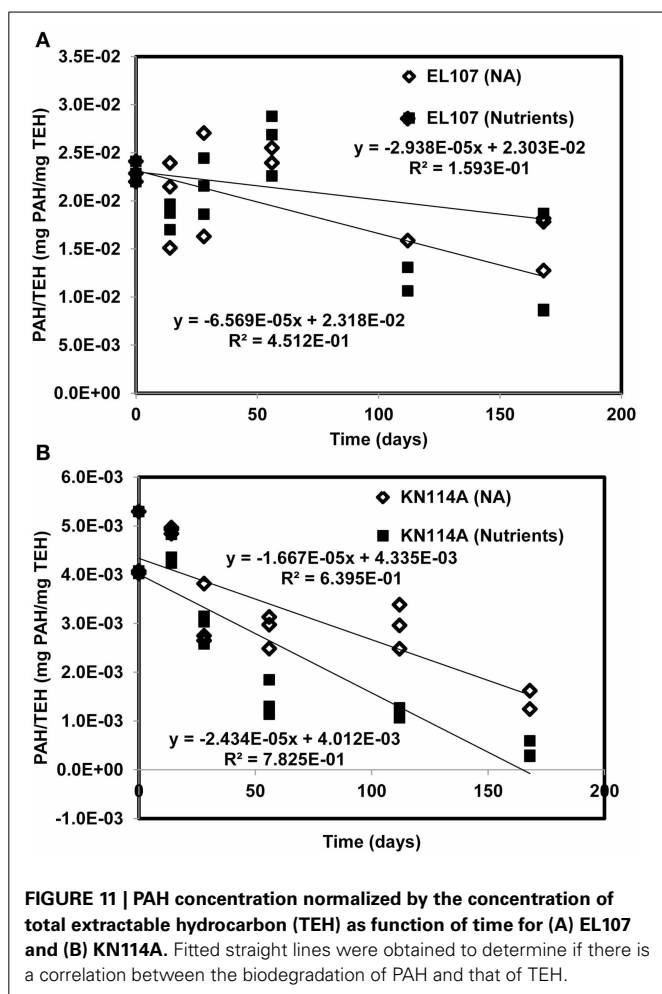 A
3.5E-02
3.0E-02
2.5E-02
2.0E-02
1.5E-02
1.0E-02
5.0E-03
0.0E+00
PAH/TEH (mg PAH/mg TEH)
EL107 (NA)
EL107 (Nutrients)
y = -2.938E-05x + 2.303E-02
R² = 1.593E-01
y = -6.569E-05x + 2.318E-02
R² = 4.512E-01
0 50 100 150 200
Time (days)
B
6.0E-03
5.0E-03
4.0E-03
3.0E-03
2.0E-03
1.0E-03
0.0E+00
-1.0E-03
PAH/TEH (mg PAH/mg TEH)
KN114A (NA)
KN114A (Nutrients)
y = -1.667E-05x + 4.335E-03
R² = 6.395E-01
y = -2.434E-05x + 4.012E-03
R² = 7.825E-01
0 50 100 150 200
Time (days)
FIGURE 11 | PAH concentration normalized by the concentration of
total extractable hydrocarbon (TEH) as function of time for (A) EL107
and (B) KN114A. Fitted straight lines were obtained to determine if there is
a correlation between the biodegradation of PAH and that of TEH.